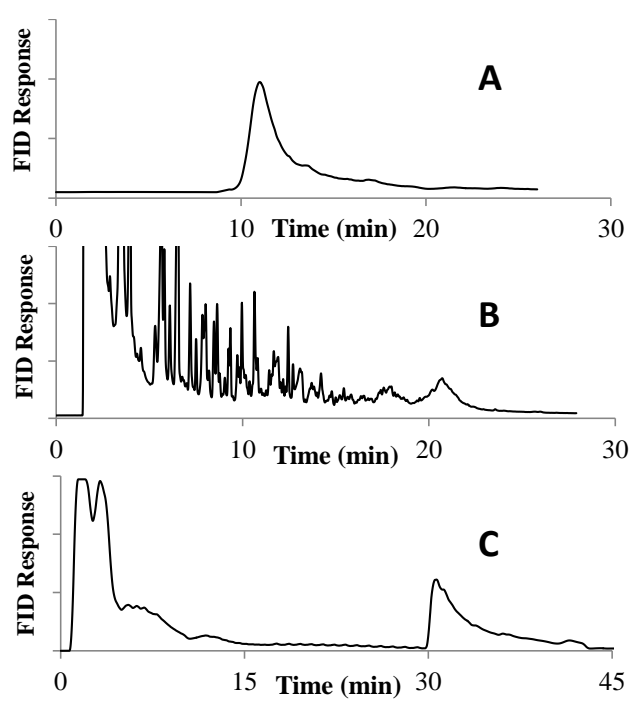 FID Response
A
0 10 Time (min) 20 30
FID Response
B
0 10 Time (min) 20 30
FID Response
C
0 15 Time (min) 30 45